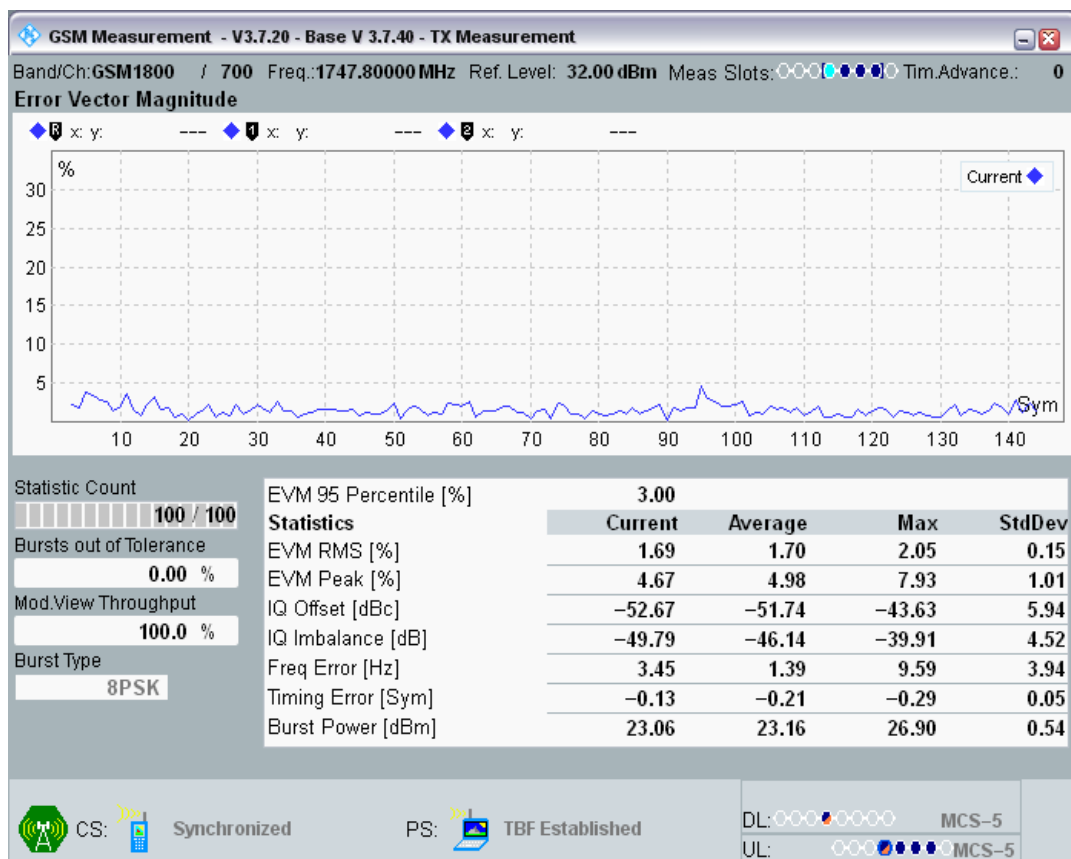 GSM Measurement - V3.7.20 - Base V 3.7.40 - TX Measurement
Band/Ch:GSM1800 / 700 Freq.:1747.80000MHz Ref. Level: 32.00dBm Meas Slots: Tim.Advance.: 0
Error Vector Magnitude
R x: y: --- 1 x: y: --- 2 x: y: ---
%
Current
30
25
20
15
10
5
Sym
10 20 30 40 50 60 70 80 90 100 110 120 130 140
Statistic Count
100 / 100
Bursts out of Tolerance
0.00 %
Mod.View Throughput
100.0 %
Burst Type
8PSK
EVM 95 Percentile [%] 3.00
Statistics Current Average Max StdDev
EVM RMS [%] 1.69 1.70 2.05 0.15
EVM Peak [%] 4.67 4.98 7.93 1.01
IQ Offset [dBc] −52.67 −51.74 −43.63 5.94
IQ Imbalance [dB] −49.79 −46.14 −39.91 4.52
Freq Error [Hz] 3.45 1.39 9.59 3.94
Timing Error [Sym] −0.13 −0.21 −0.29 0.05
Burst Power [dBm] 23.06 23.16 26.90 0.54
CS: Synchronized PS: TBF Established
DL: MCS−5
UL: MCS−5